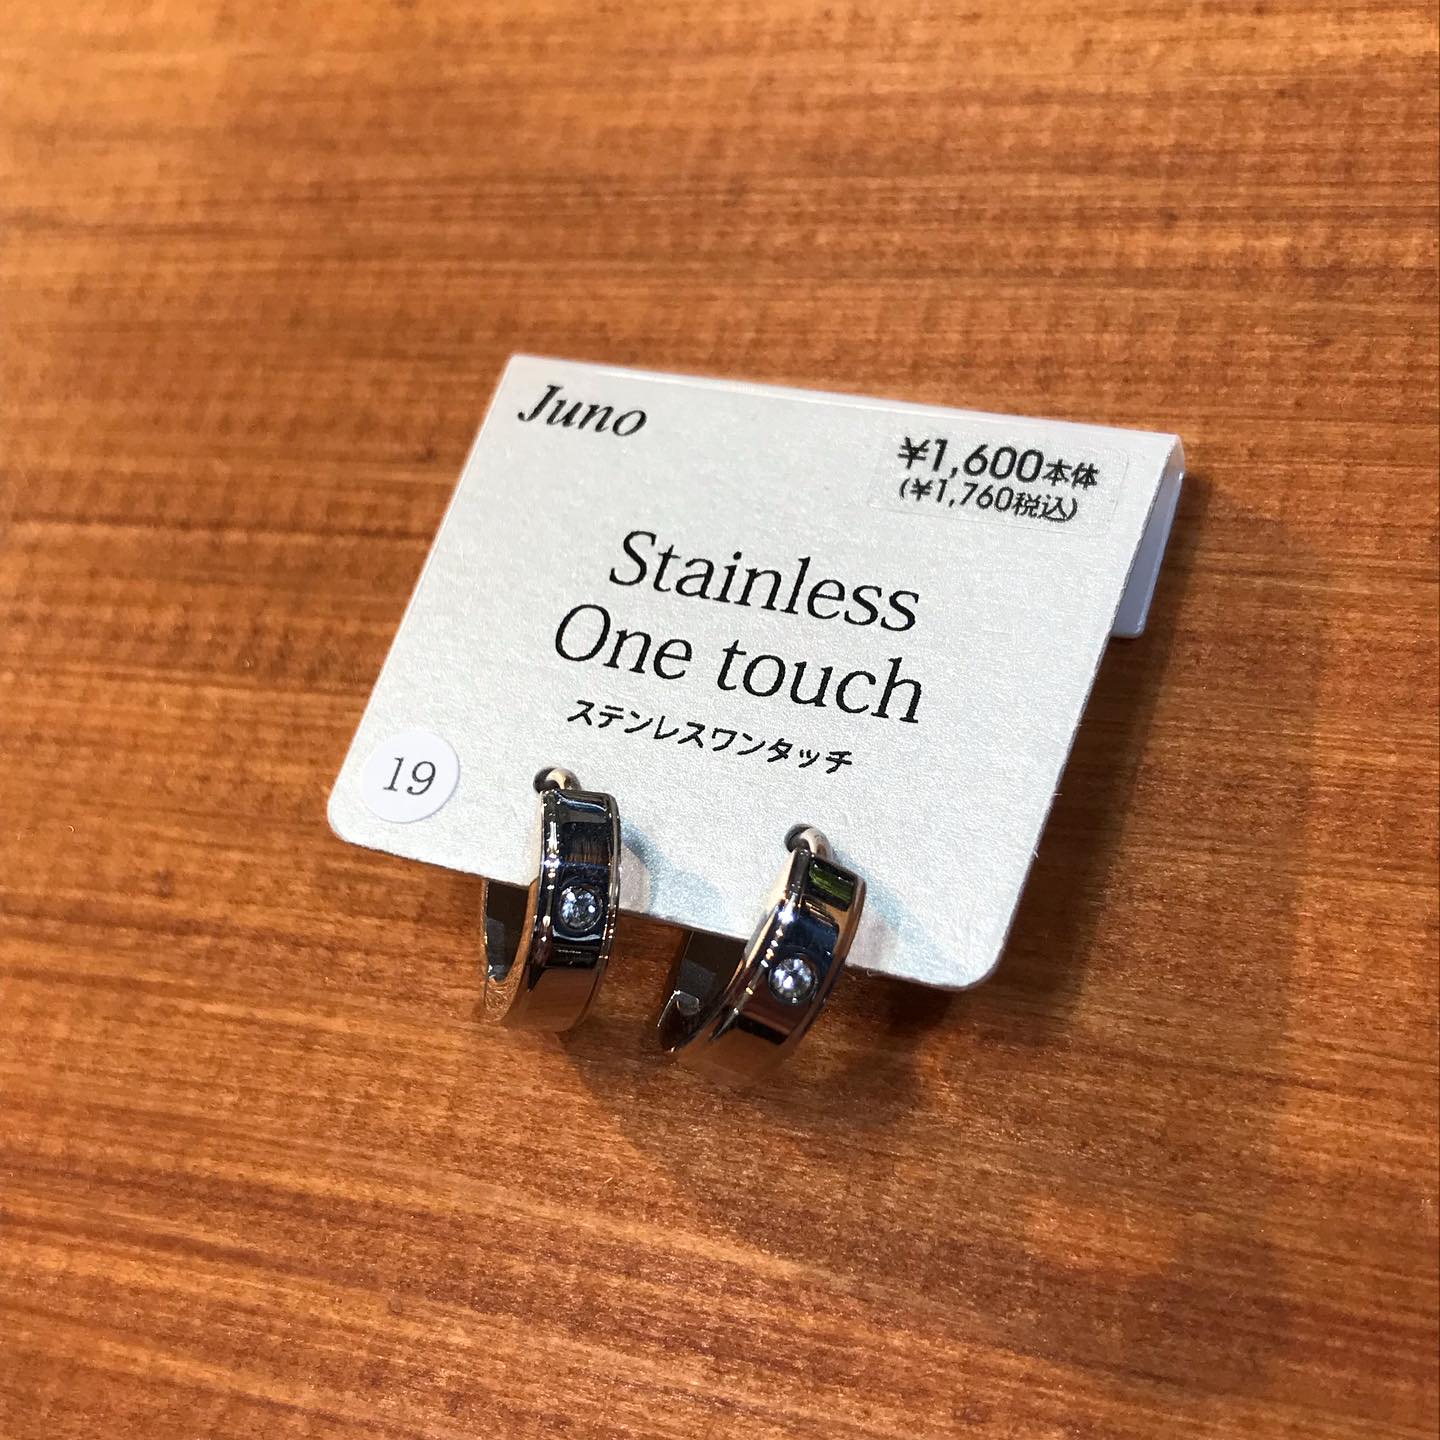 Juno
¥1,600本体
(¥1,760税込)
Stainless
One touch
ステンレスワンタッチ
19